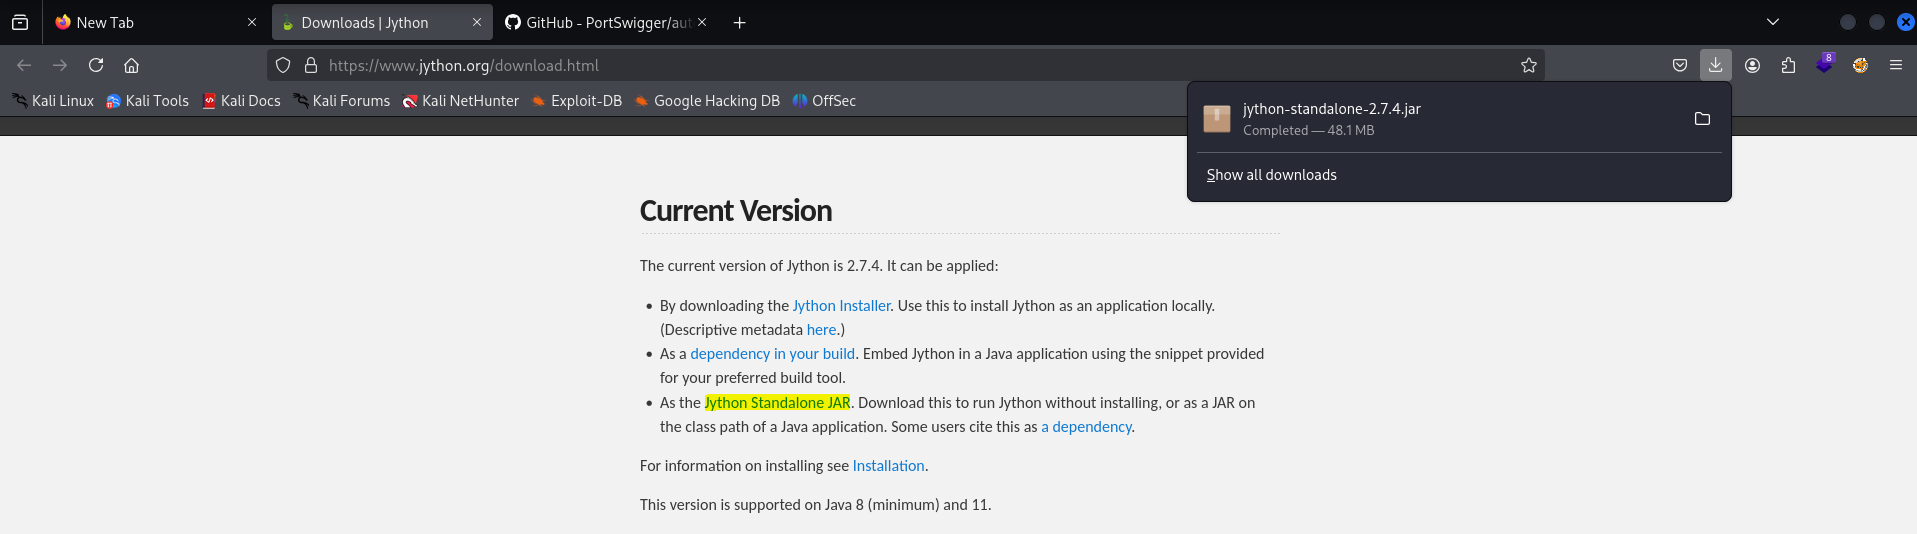 New Tab
Downloads | Jython
GitHub - PortSwigger/aut
https://www.jython.org/download.html
8
Kali Linux
Kali Tools
Kali Docs
Kali Forums
Kali NetHunter
Exploit-DB
Google Hacking DB
OffSec
jython-standalone-2.7.4.jar
Completed — 48.1 MB
Show all downloads
Current Version
The current version of Jython is 2.7.4. It can be applied:
• By downloading the Jython Installer. Use this to install Jython as an application locally.
(Descriptive metadata here.)
• As a dependency in your build. Embed Jython in a Java application using the snippet provided
for your preferred build tool.
• As the Jython Standalone JAR. Download this to run Jython without installing, or as a JAR on
the class path of a Java application. Some users cite this as a dependency.
For information on installing see Installation.
This version is supported on Java 8 (minimum) and 11.